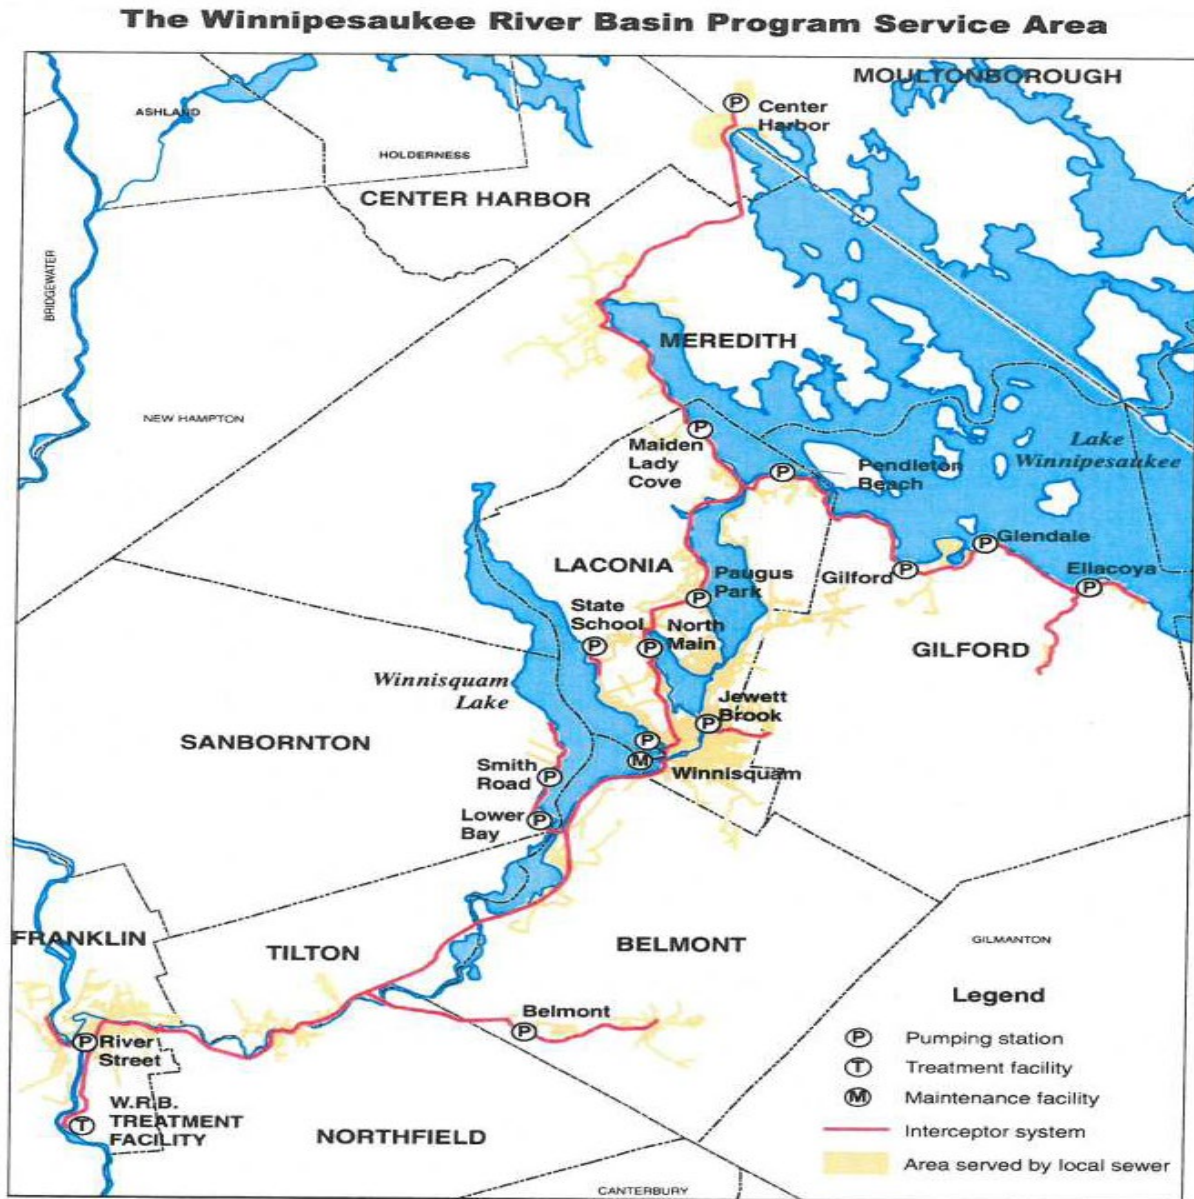 The Winnipesaukee River Basin Program Service Area
MOULTONBOROUGH
P
Center
Harbor
ASHLAND
HOLDERNESS
CENTER HARBOR
BRIDGEWATER
MEREDITH
NEW HAMPTON
P
Maiden
Lady
Cove
Lake
Winnipesaukee
P
Pendleton
Beach
P
Glendale
LACONIA
Gilford
P
Ellacoya
P
Paugus
Park
P
State
School
P
North
Main
P
GILFORD
Winnisquam
Lake
Jewett
Brook
P
SANBORNTON
P
M
Winnisquam
Smith
Road
P
Lower
Bay
P
FRANKLIN
TILTON
BELMONT
GILMANTON
Belmont
P
P
River
Street
W.R.B.
TREATMENT
FACILITY
T
NORTHFIELD
CANTERBURY
Legend
P Pumping station
T Treatment facility
M Maintenance facility
Interceptor system
Area served by local sewer